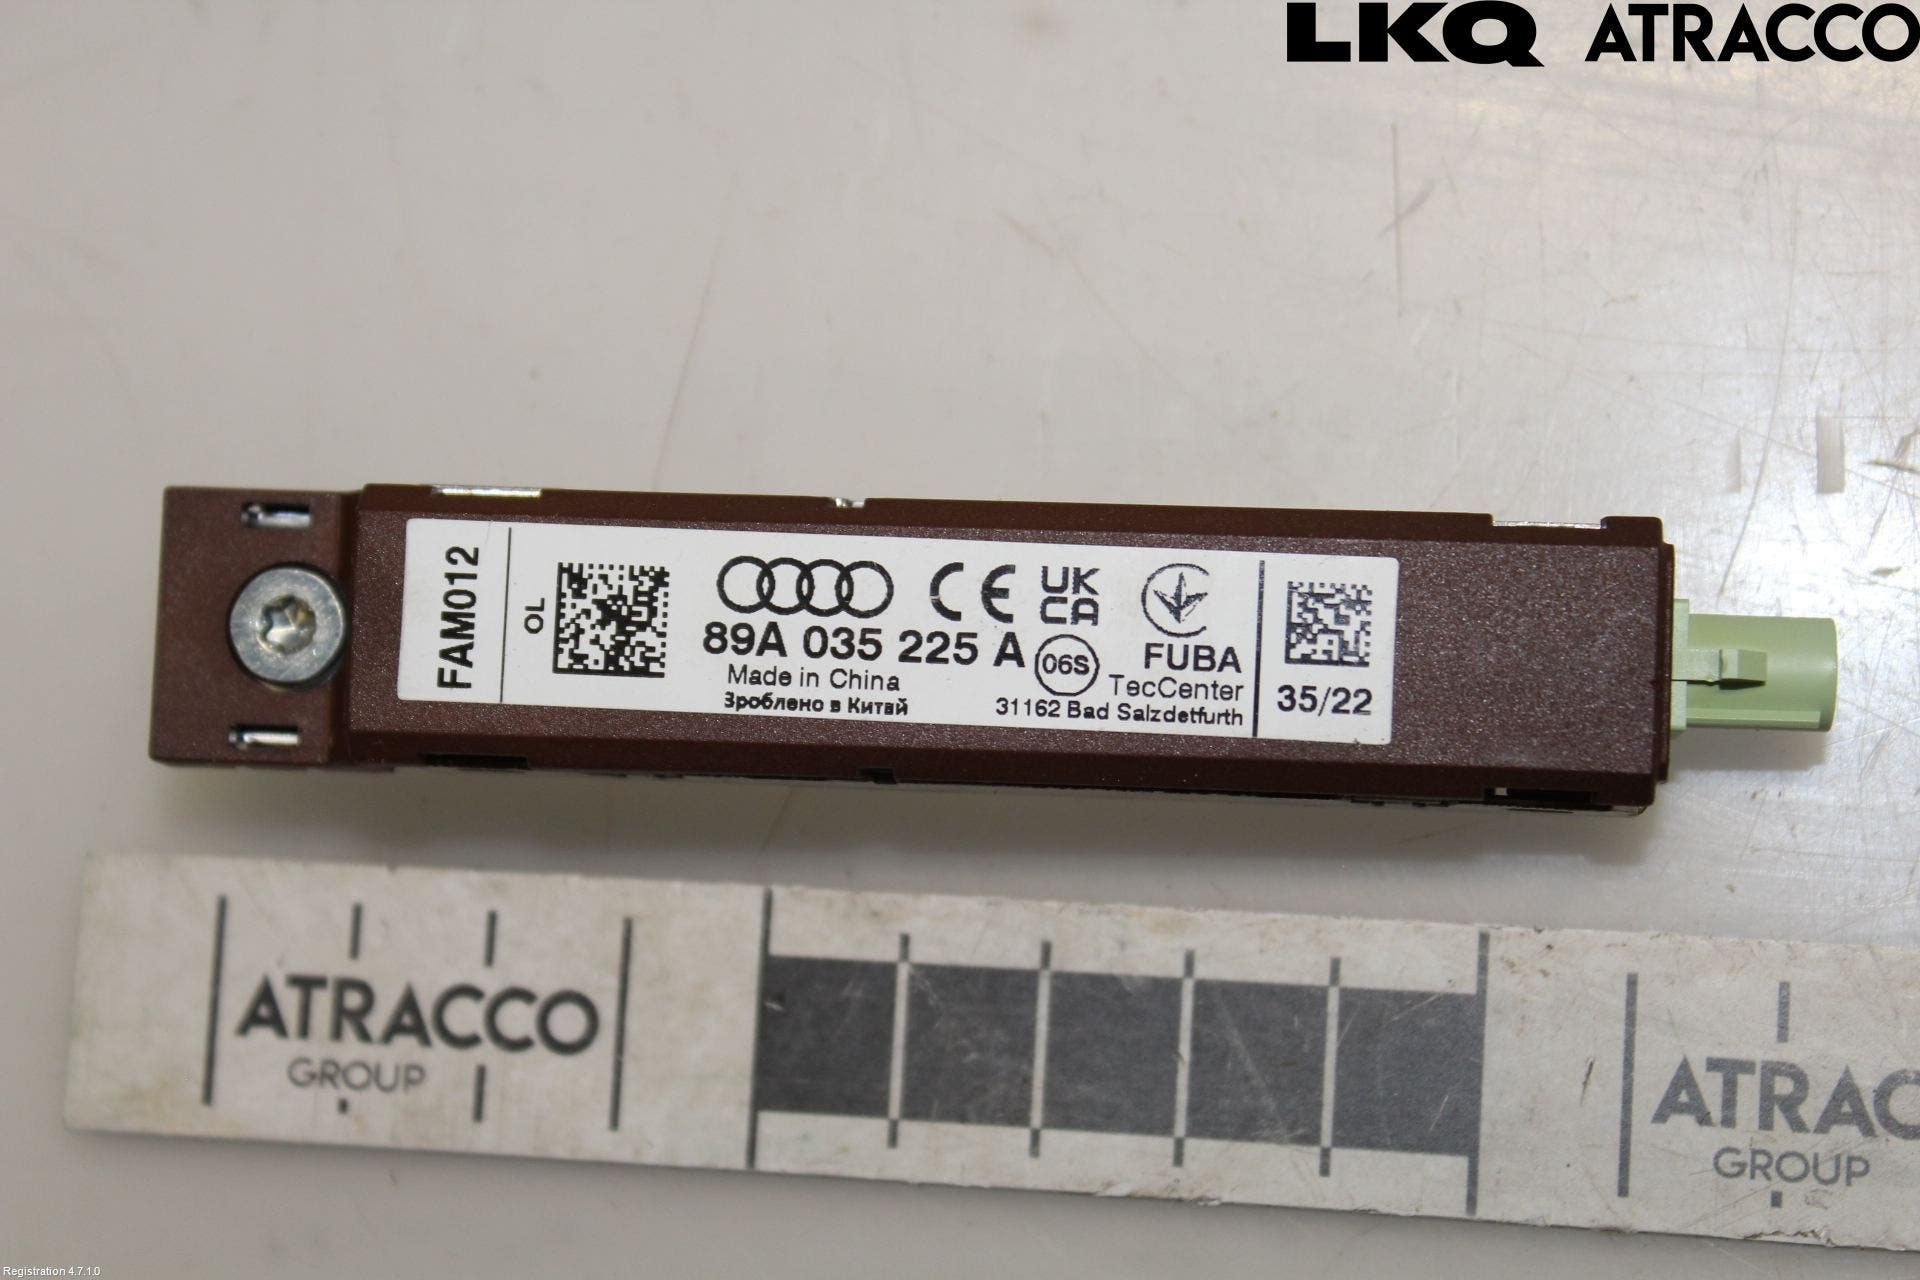 LKQ ATRACCO
FAM012
OL
CE UK
CA
89A 035 225 A
06S
Made in China
Зроблено в Китай
FUBA
TecCenter
31162 Bad Salzdetfurth
35/22
ATRACCO
GROUP
ATRAC
GROUP
Registration 4.7.1.0